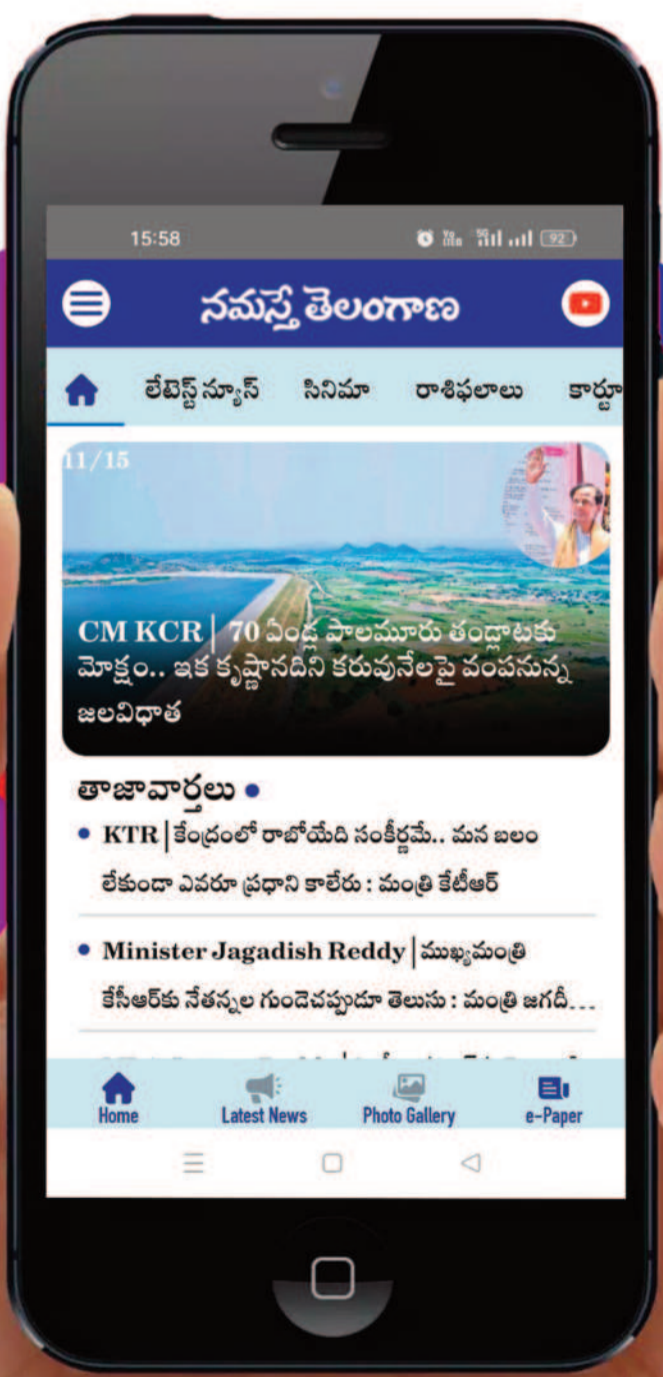 15:58
5G
92
నమస్తే తెలంగాణ
లేటెస్ట్ న్యూస్ సినిమా రాశిఫలాలు కార్టూ
11/15
CM KCR | 70 ఏండ్ల పాలమూరు తండ్లాటకు
మోక్షం.. ఇక కృష్ణానదిని కరువునేలపై వంపనున్న
జలవిధాత
తాజావార్తలు
KTR | కేంద్రంలో రాబోయేది సంకీర్ణమే.. మన బలం
లేకుండా ఎవరూ ప్రధాని కాలేరు : మంత్రి కేటీఆర్
Minister Jagadish Reddy | ముఖ్యమంత్రి
కేసీఆర్‌కు నేతన్నల గుండెచప్పుడూ తెలుసు : మంత్రి జగదీ...
Home Latest News Photo Gallery e-Paper